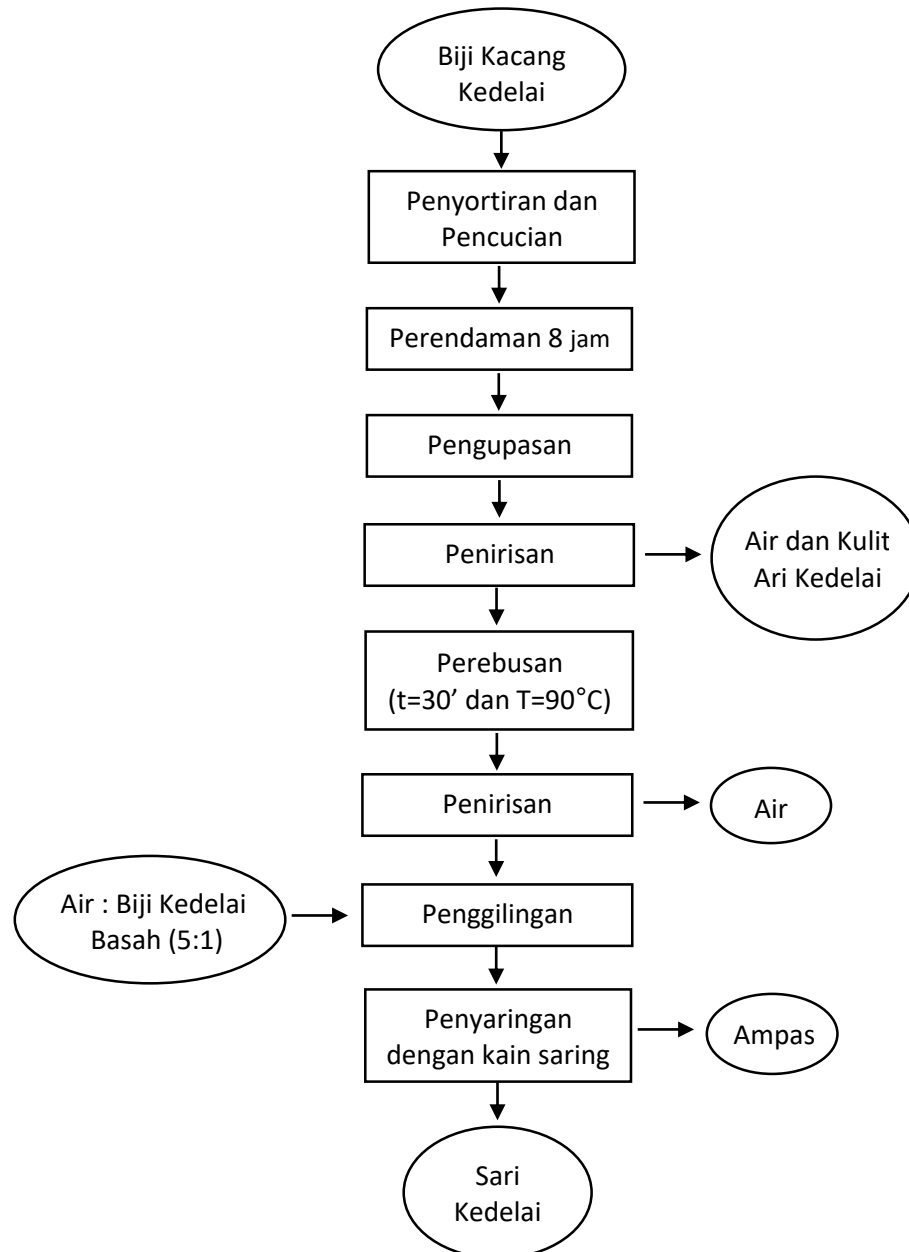 Biji Kacang
Kedelai
Penyortiran dan
Pencucian
Perendaman 8 jam
Pengupasan
Penirisan
Air dan Kulit
Ari Kedelai
Perebusan
(t=30’ dan T=90°C)
Penirisan
Air
Air : Biji Kedelai
Basah (5:1)
Penggilingan
Penyaringan
dengan kain saring
Ampas
Sari
Kedelai